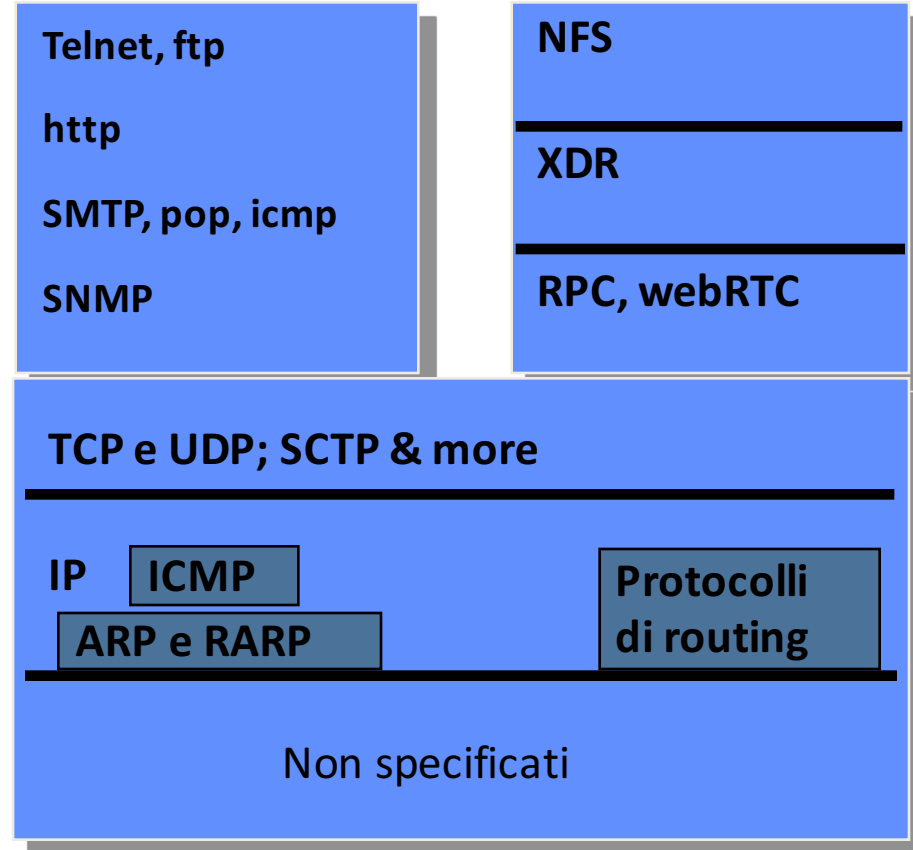 Telnet, ftp
http
SMTP, pop, icmp
SNMP
NFS
XDR
RPC, webRTC
TCP e UDP; SCTP & more
IP
ICMP
ARP e RARP
Protocolli
di routing
Non specificati